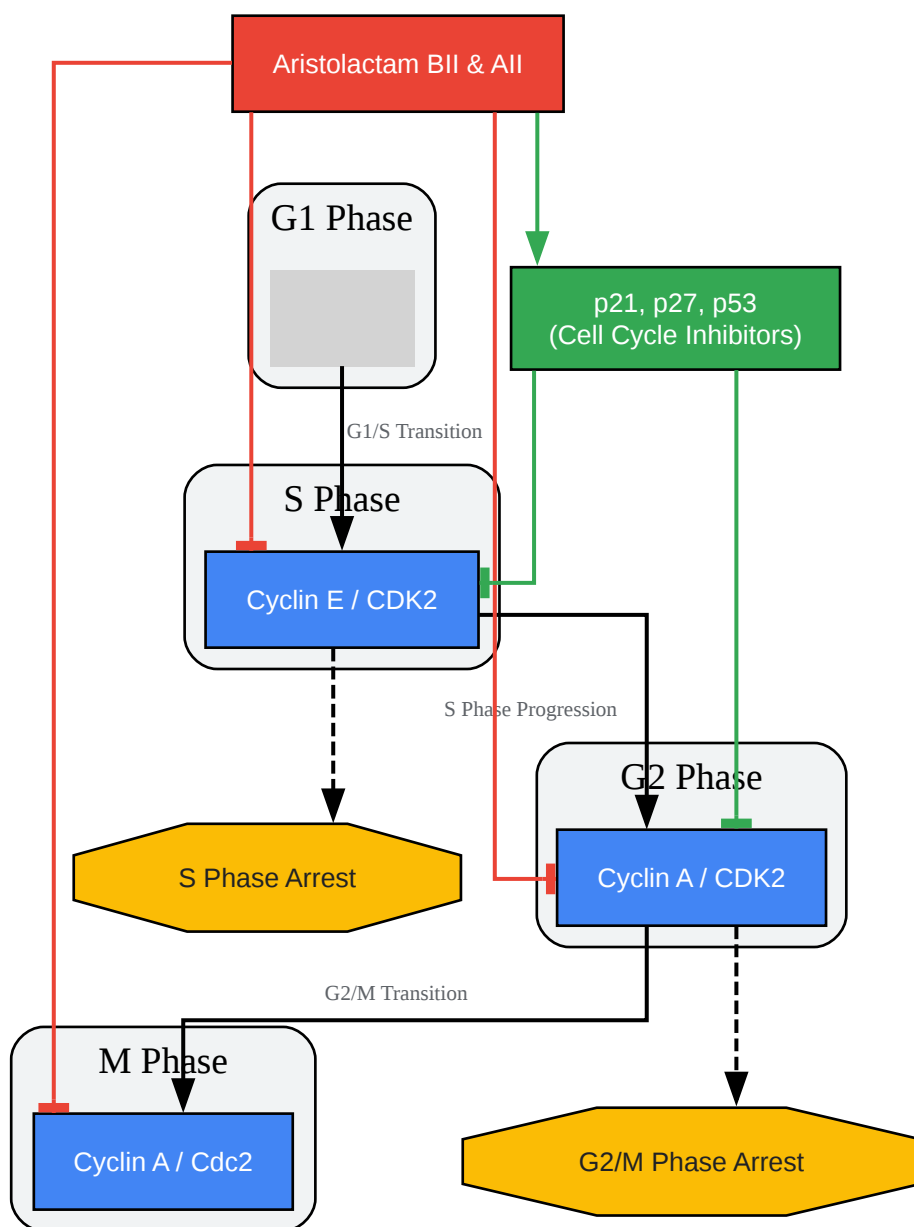 Aristolactam BII & AII
G1 Phase
p21, p27, p53
(Cell Cycle Inhibitors)
G1/S Transition
S Phase
Cyclin E / CDK2
S Phase Progression
G2 Phase
S Phase Arrest
Cyclin A / CDK2
G2/M Transition
M Phase
Cyclin A / Cdc2
G2/M Phase Arrest